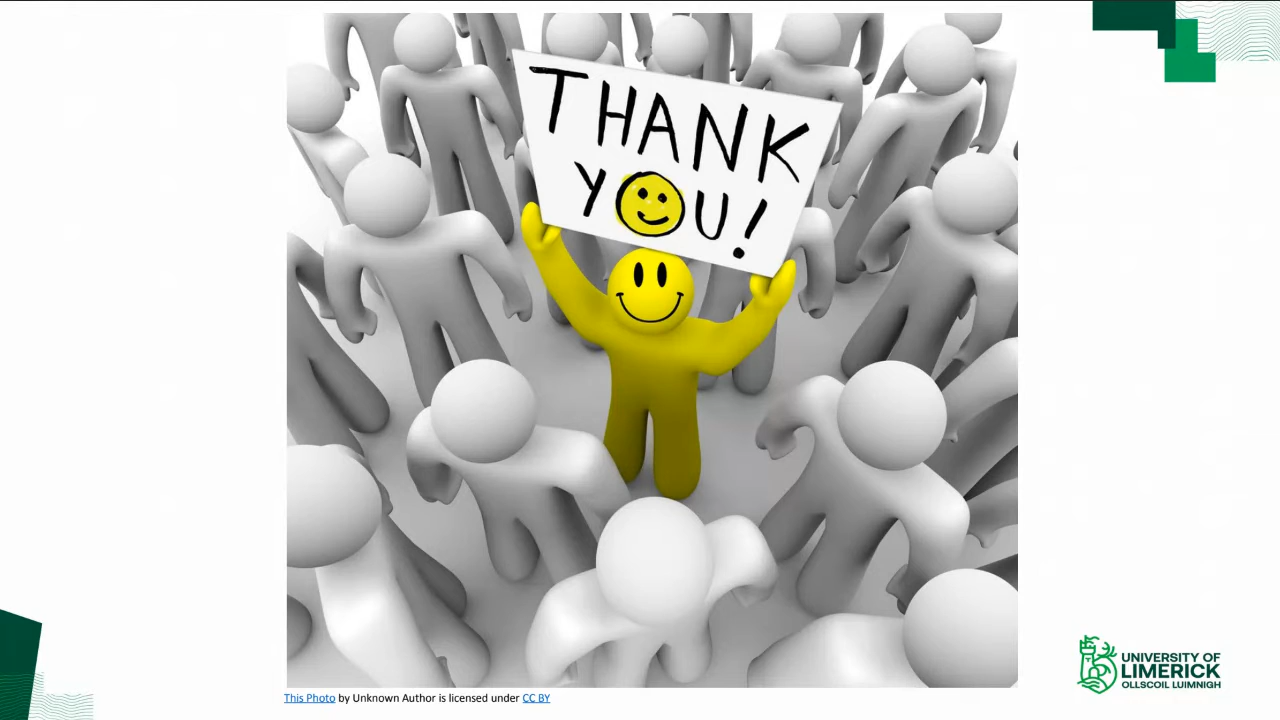 THANK
YOU!
This Photo by Unknown Author is licensed under CC BY
UNIVERSITY OF
LIMERICK
OLLSCOIL LUIMNIGH